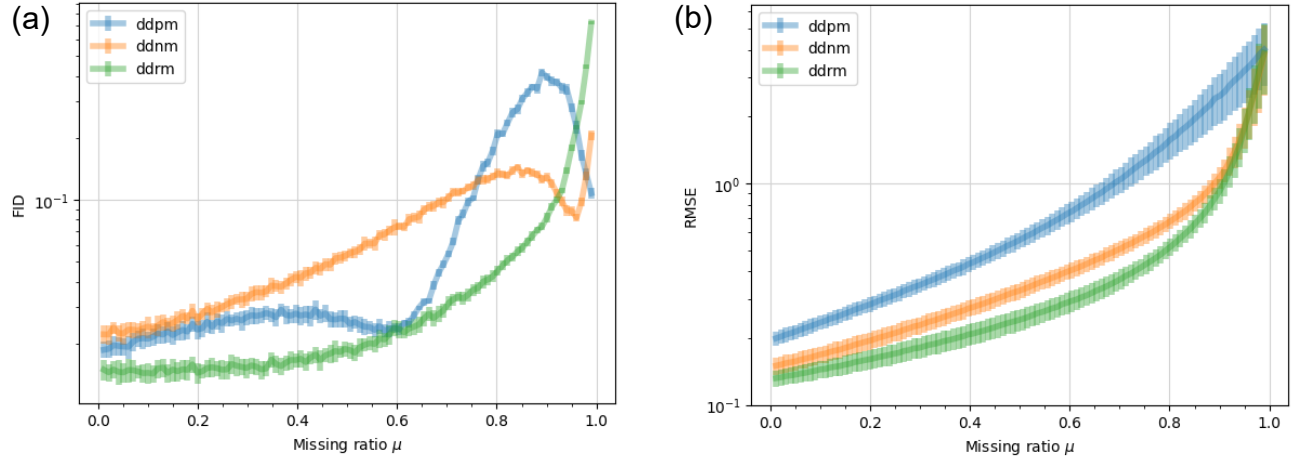 (a)
ddpm
ddnm
ddrm
FID
10⁻¹
0.0 0.2 0.4 0.6 0.8 1.0
Missing ratio μ
(b)
ddpm
ddnm
ddrm
RMSE
10⁰
10⁻¹
0.0 0.2 0.4 0.6 0.8 1.0
Missing ratio μ